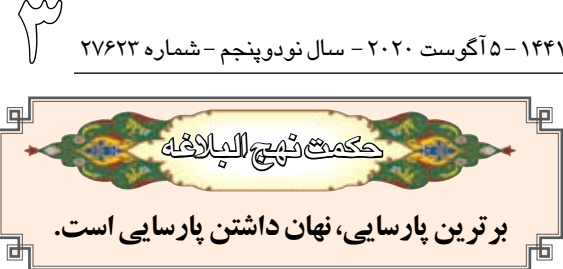 ۳
۱۴۴۱ - ۵ آگوست ۲۰۲۰ - سال نودوپنجم - شماره ۲۷۶۲۳
حکمت نهج البلاغه
برترین پارسایی، نهان داشتن پارسایی است.